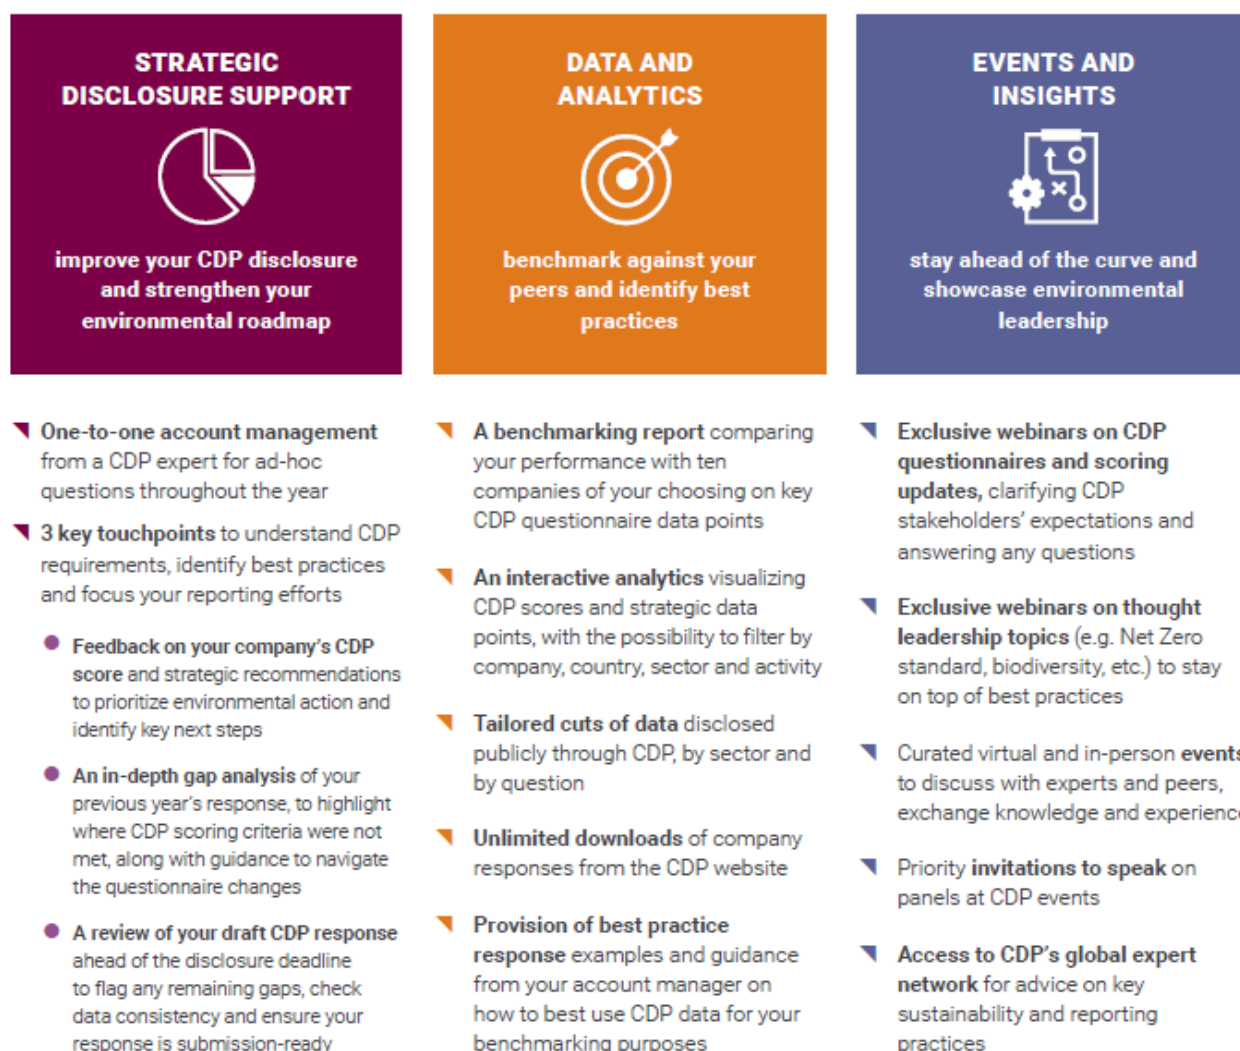 STRATEGIC
DISCLOSURE SUPPORT
improve your CDP disclosure
and strengthen your
environmental roadmap
One-to-one account management
from a CDP expert for ad-hoc
questions throughout the year
3 key touchpoints to understand CDP
requirements, identify best practices
and focus your reporting efforts
Feedback on your company's CDP
score and strategic recommendations
to prioritize environmental action and
identify key next steps
An in-depth gap analysis of your
previous year's response, to highlight
where CDP scoring criteria were not
met, along with guidance to navigate
the questionnaire changes
A review of your draft CDP response
ahead of the disclosure deadline
to flag any remaining gaps, check
data consistency and ensure your
response is submission-ready
DATA AND
ANALYTICS
benchmark against your
peers and identify best
practices
A benchmarking report comparing
your performance with ten
companies of your choosing on key
CDP questionnaire data points
An interactive analytics visualizing
CDP scores and strategic data
points, with the possibility to filter by
company, country, sector and activity
Tailored cuts of data disclosed
publicly through CDP, by sector and
by question
Unlimited downloads of company
responses from the CDP website
Provision of best practice
response examples and guidance
from your account manager on
how to best use CDP data for your
benchmarking purposes
EVENTS AND
INSIGHTS
stay ahead of the curve and
showcase environmental
leadership
Exclusive webinars on CDP
questionnaires and scoring
updates, clarifying CDP
stakeholders' expectations and
answering any questions
Exclusive webinars on thought
leadership topics (e.g. Net Zero
standard, biodiversity, etc.) to stay
on top of best practices
Curated virtual and in-person events
to discuss with experts and peers,
exchange knowledge and experience
Priority invitations to speak on
panels at CDP events
Access to CDP's global expert
network for advice on key
sustainability and reporting
practices